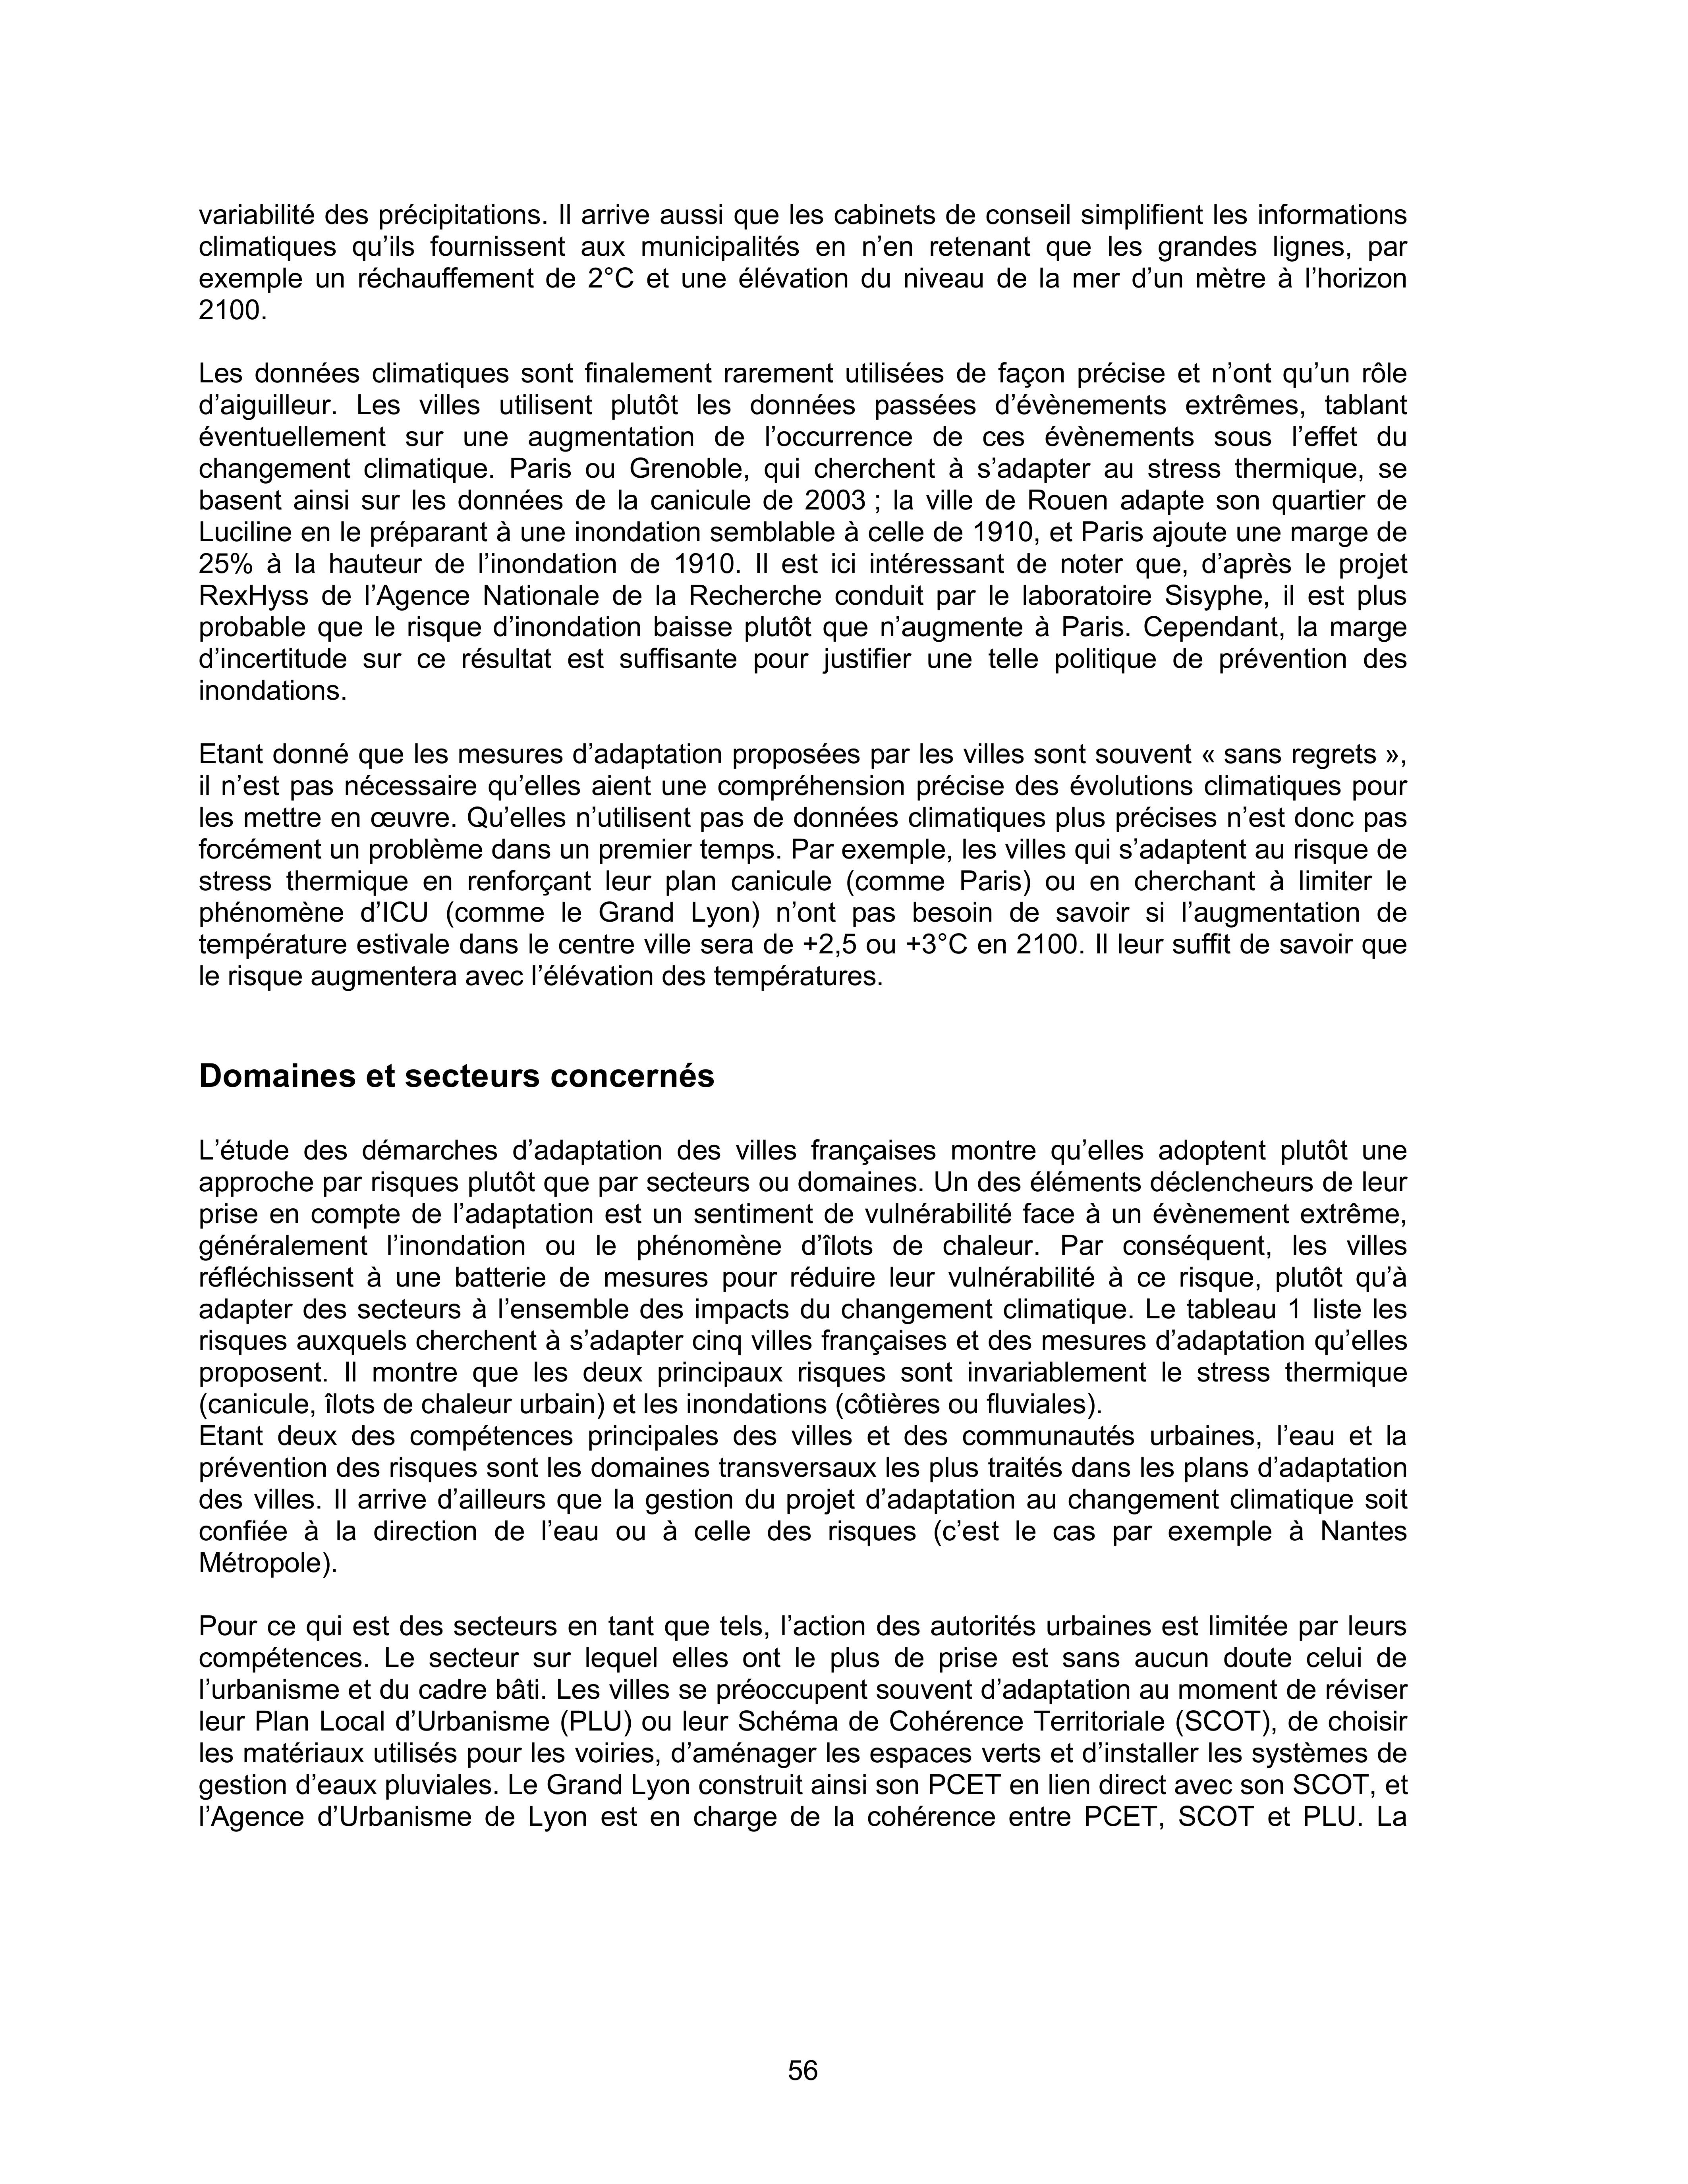 variabilité des précipitations. Il arrive aussi que les cabinets de conseil simplifient les informations
climatiques qu’ils fournissent aux municipalités en n’en retenant que les grandes lignes, par
exemple un réchauffement de 2°C et une élévation du niveau de la mer d’un mètre à l’horizon
2100.
Les données climatiques sont finalement rarement utilisées de façon précise et n’ont qu’un rôle
d’aiguilleur. Les villes utilisent plutôt les données passées d’évènements extrêmes, tablant
éventuellement sur une augmentation de l’occurrence de ces évènements sous l’effet du
changement climatique. Paris ou Grenoble, qui cherchent à s’adapter au stress thermique, se
basent ainsi sur les données de la canicule de 2003 ; la ville de Rouen adapte son quartier de
Luciline en le préparant à une inondation semblable à celle de 1910, et Paris ajoute une marge de
25% à la hauteur de l’inondation de 1910. Il est ici intéressant de noter que, d’après le projet
RexHyss de l’Agence Nationale de la Recherche conduit par le laboratoire Sisyphe, il est plus
probable que le risque d’inondation baisse plutôt que n’augmente à Paris. Cependant, la marge
d’incertitude sur ce résultat est suffisante pour justifier une telle politique de prévention des
inondations.
Etant donné que les mesures d’adaptation proposées par les villes sont souvent « sans regrets »,
il n’est pas nécessaire qu’elles aient une compréhension précise des évolutions climatiques pour
les mettre en œuvre. Qu’elles n’utilisent pas de données climatiques plus précises n’est donc pas
forcément un problème dans un premier temps. Par exemple, les villes qui s’adaptent au risque de
stress thermique en renforçant leur plan canicule (comme Paris) ou en cherchant à limiter le
phénomène d’ICU (comme le Grand Lyon) n’ont pas besoin de savoir si l’augmentation de
température estivale dans le centre ville sera de +2,5 ou +3°C en 2100. Il leur suffit de savoir que
le risque augmentera avec l’élévation des températures.
Domaines et secteurs concernés
L’étude des démarches d’adaptation des villes françaises montre qu’elles adoptent plutôt une
approche par risques plutôt que par secteurs ou domaines. Un des éléments déclencheurs de leur
prise en compte de l’adaptation est un sentiment de vulnérabilité face à un évènement extrême,
généralement l’inondation ou le phénomène d’îlots de chaleur. Par conséquent, les villes
réfléchissent à une batterie de mesures pour réduire leur vulnérabilité à ce risque, plutôt qu’à
adapter des secteurs à l’ensemble des impacts du changement climatique. Le tableau 1 liste les
risques auxquels cherchent à s’adapter cinq villes françaises et des mesures d’adaptation qu’elles
proposent. Il montre que les deux principaux risques sont invariablement le stress thermique
(canicule, îlots de chaleur urbain) et les inondations (côtières ou fluviales).
Etant deux des compétences principales des villes et des communautés urbaines, l’eau et la
prévention des risques sont les domaines transversaux les plus traités dans les plans d’adaptation
des villes. Il arrive d’ailleurs que la gestion du projet d’adaptation au changement climatique soit
confiée à la direction de l’eau ou à celle des risques (c’est le cas par exemple à Nantes
Métropole).
Pour ce qui est des secteurs en tant que tels, l’action des autorités urbaines est limitée par leurs
compétences. Le secteur sur lequel elles ont le plus de prise est sans aucun doute celui de
l’urbanisme et du cadre bâti. Les villes se préoccupent souvent d’adaptation au moment de réviser
leur Plan Local d’Urbanisme (PLU) ou leur Schéma de Cohérence Territoriale (SCOT), de choisir
les matériaux utilisés pour les voiries, d’aménager les espaces verts et d’installer les systèmes de
gestion d’eaux pluviales. Le Grand Lyon construit ainsi son PCET en lien direct avec son SCOT, et
l’Agence d’Urbanisme de Lyon est en charge de la cohérence entre PCET, SCOT et PLU. La
56